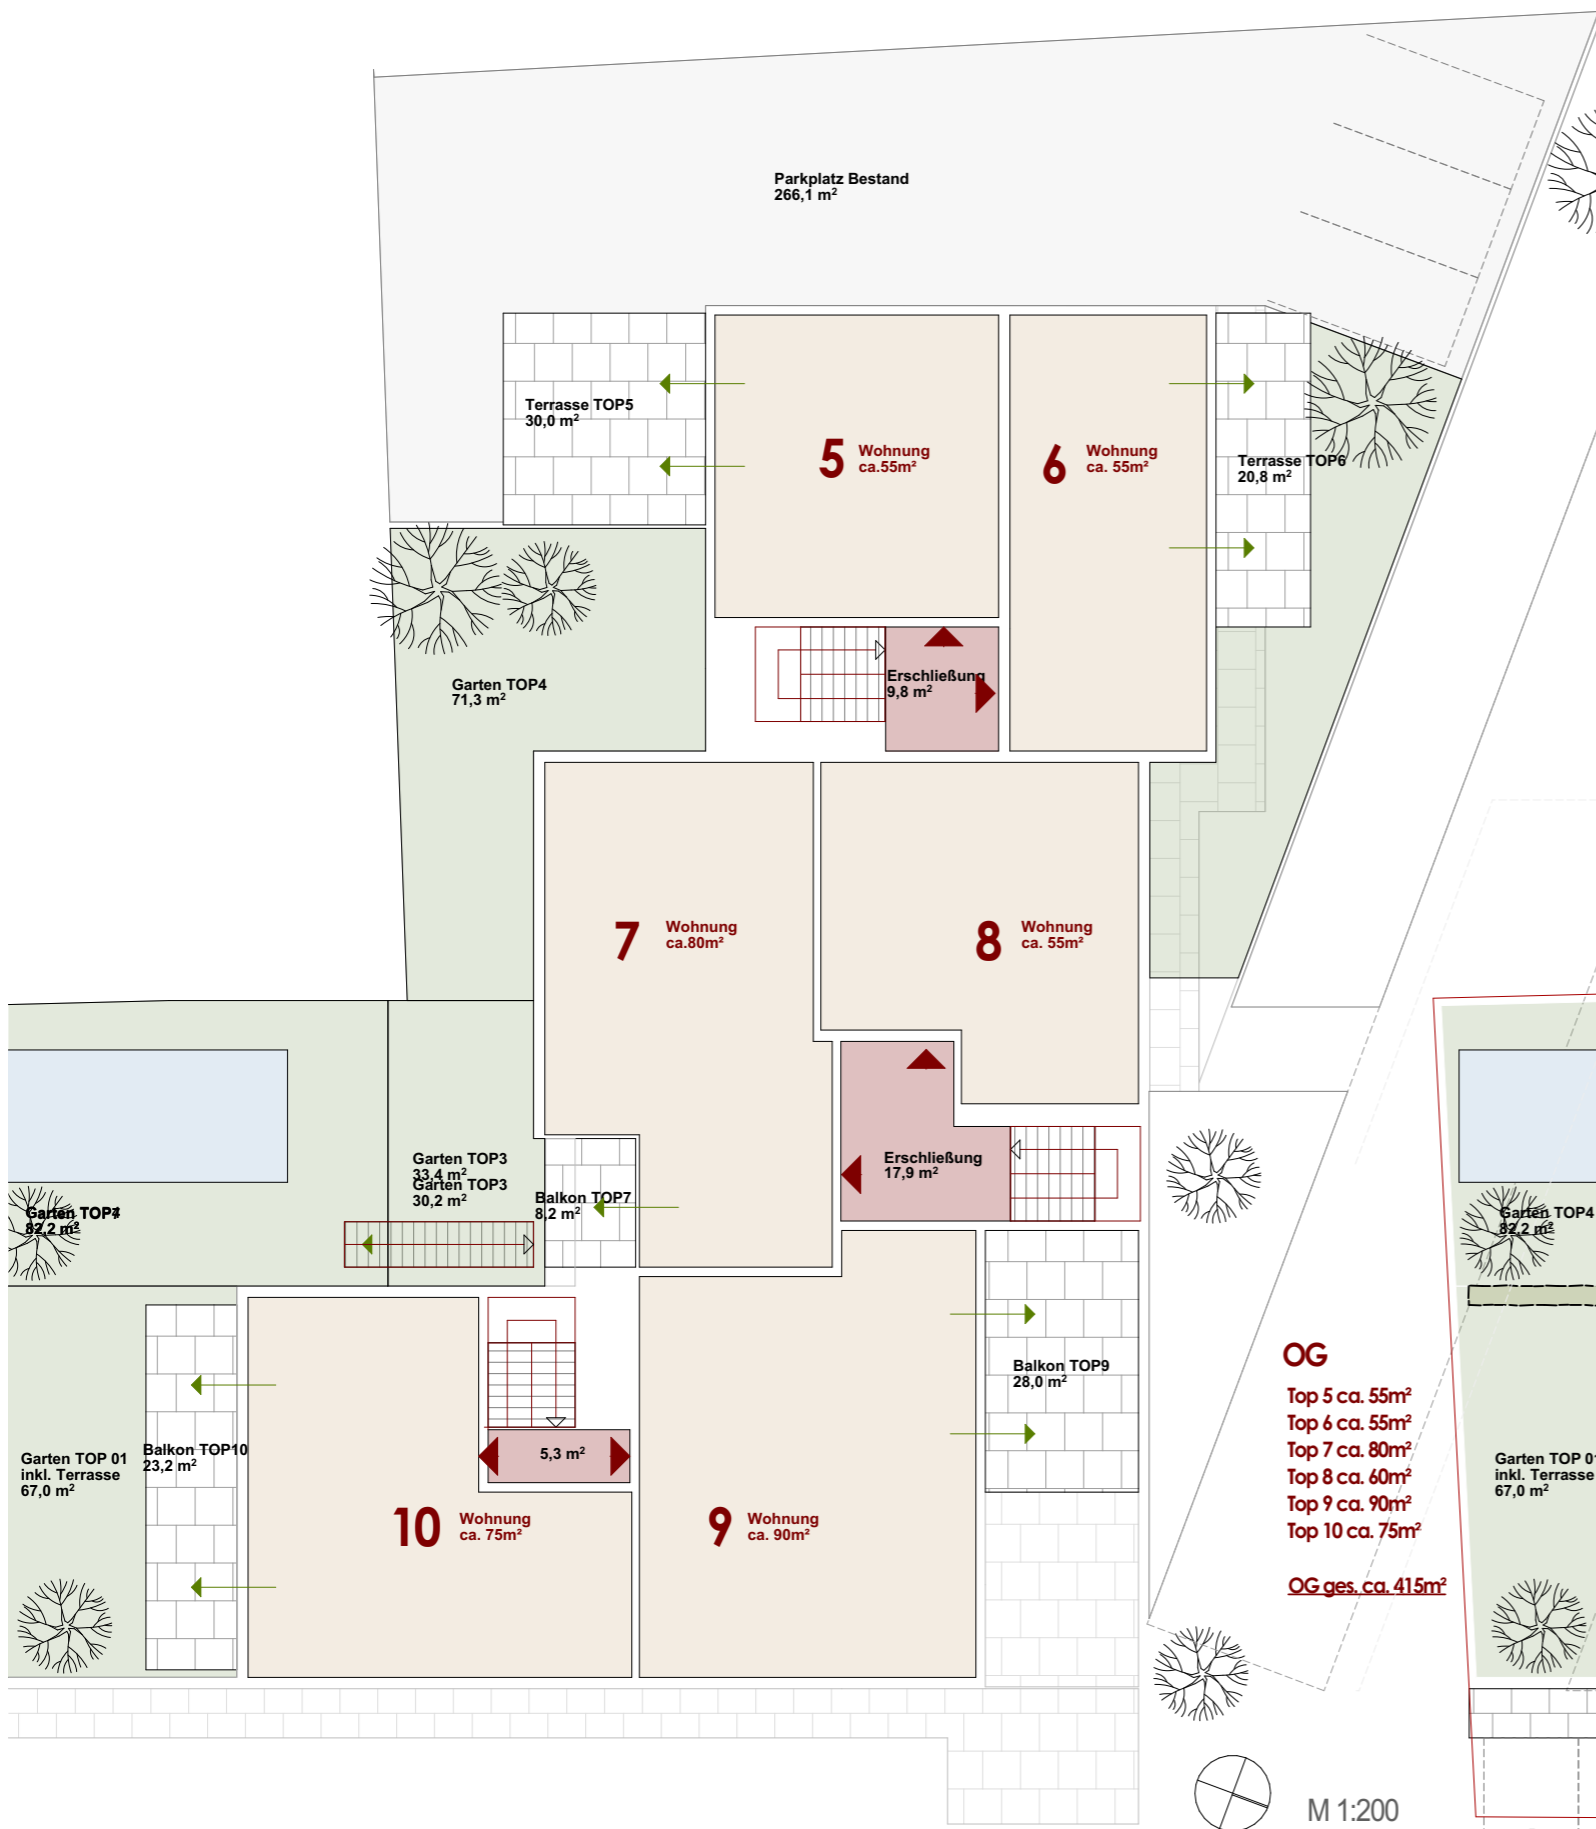 Parkplatz Bestand
266,1 m²
Terrasse TOP5
30,0 m²
5
Wohnung
ca.55m²
6
Wohnung
ca. 55m²
Terrasse TOP6
20,8 m²
Garten TOP4
71,3 m²
Erschließung
9,8 m²
7
Wohnung
ca.80m²
8
Wohnung
ca. 55m²
Garten TOP3
33,4 m²
Garten TOP3
30,2 m²
Balkon TOP7
8,2 m²
Erschließung
17,9 m²
Garten TOP4
82,2 m²
Garten TOP4
82,2 m²
Balkon TOP9
28,0 m²
Garten TOP 01
inkl. Terrasse
67,0 m²
Balkon TOP10
23,2 m²
5,3 m²
10
Wohnung
ca. 75m²
9
Wohnung
ca. 90m²
OG
Top 5 ca. 55m²
Top 6 ca. 55m²
Top 7 ca. 80m²
Top 8 ca. 60m²
Top 9 ca. 90m²
Top 10 ca. 75m²
OG ges. ca. 415m²
Garten TOP 01
inkl. Terrasse
67,0 m²
M 1:200